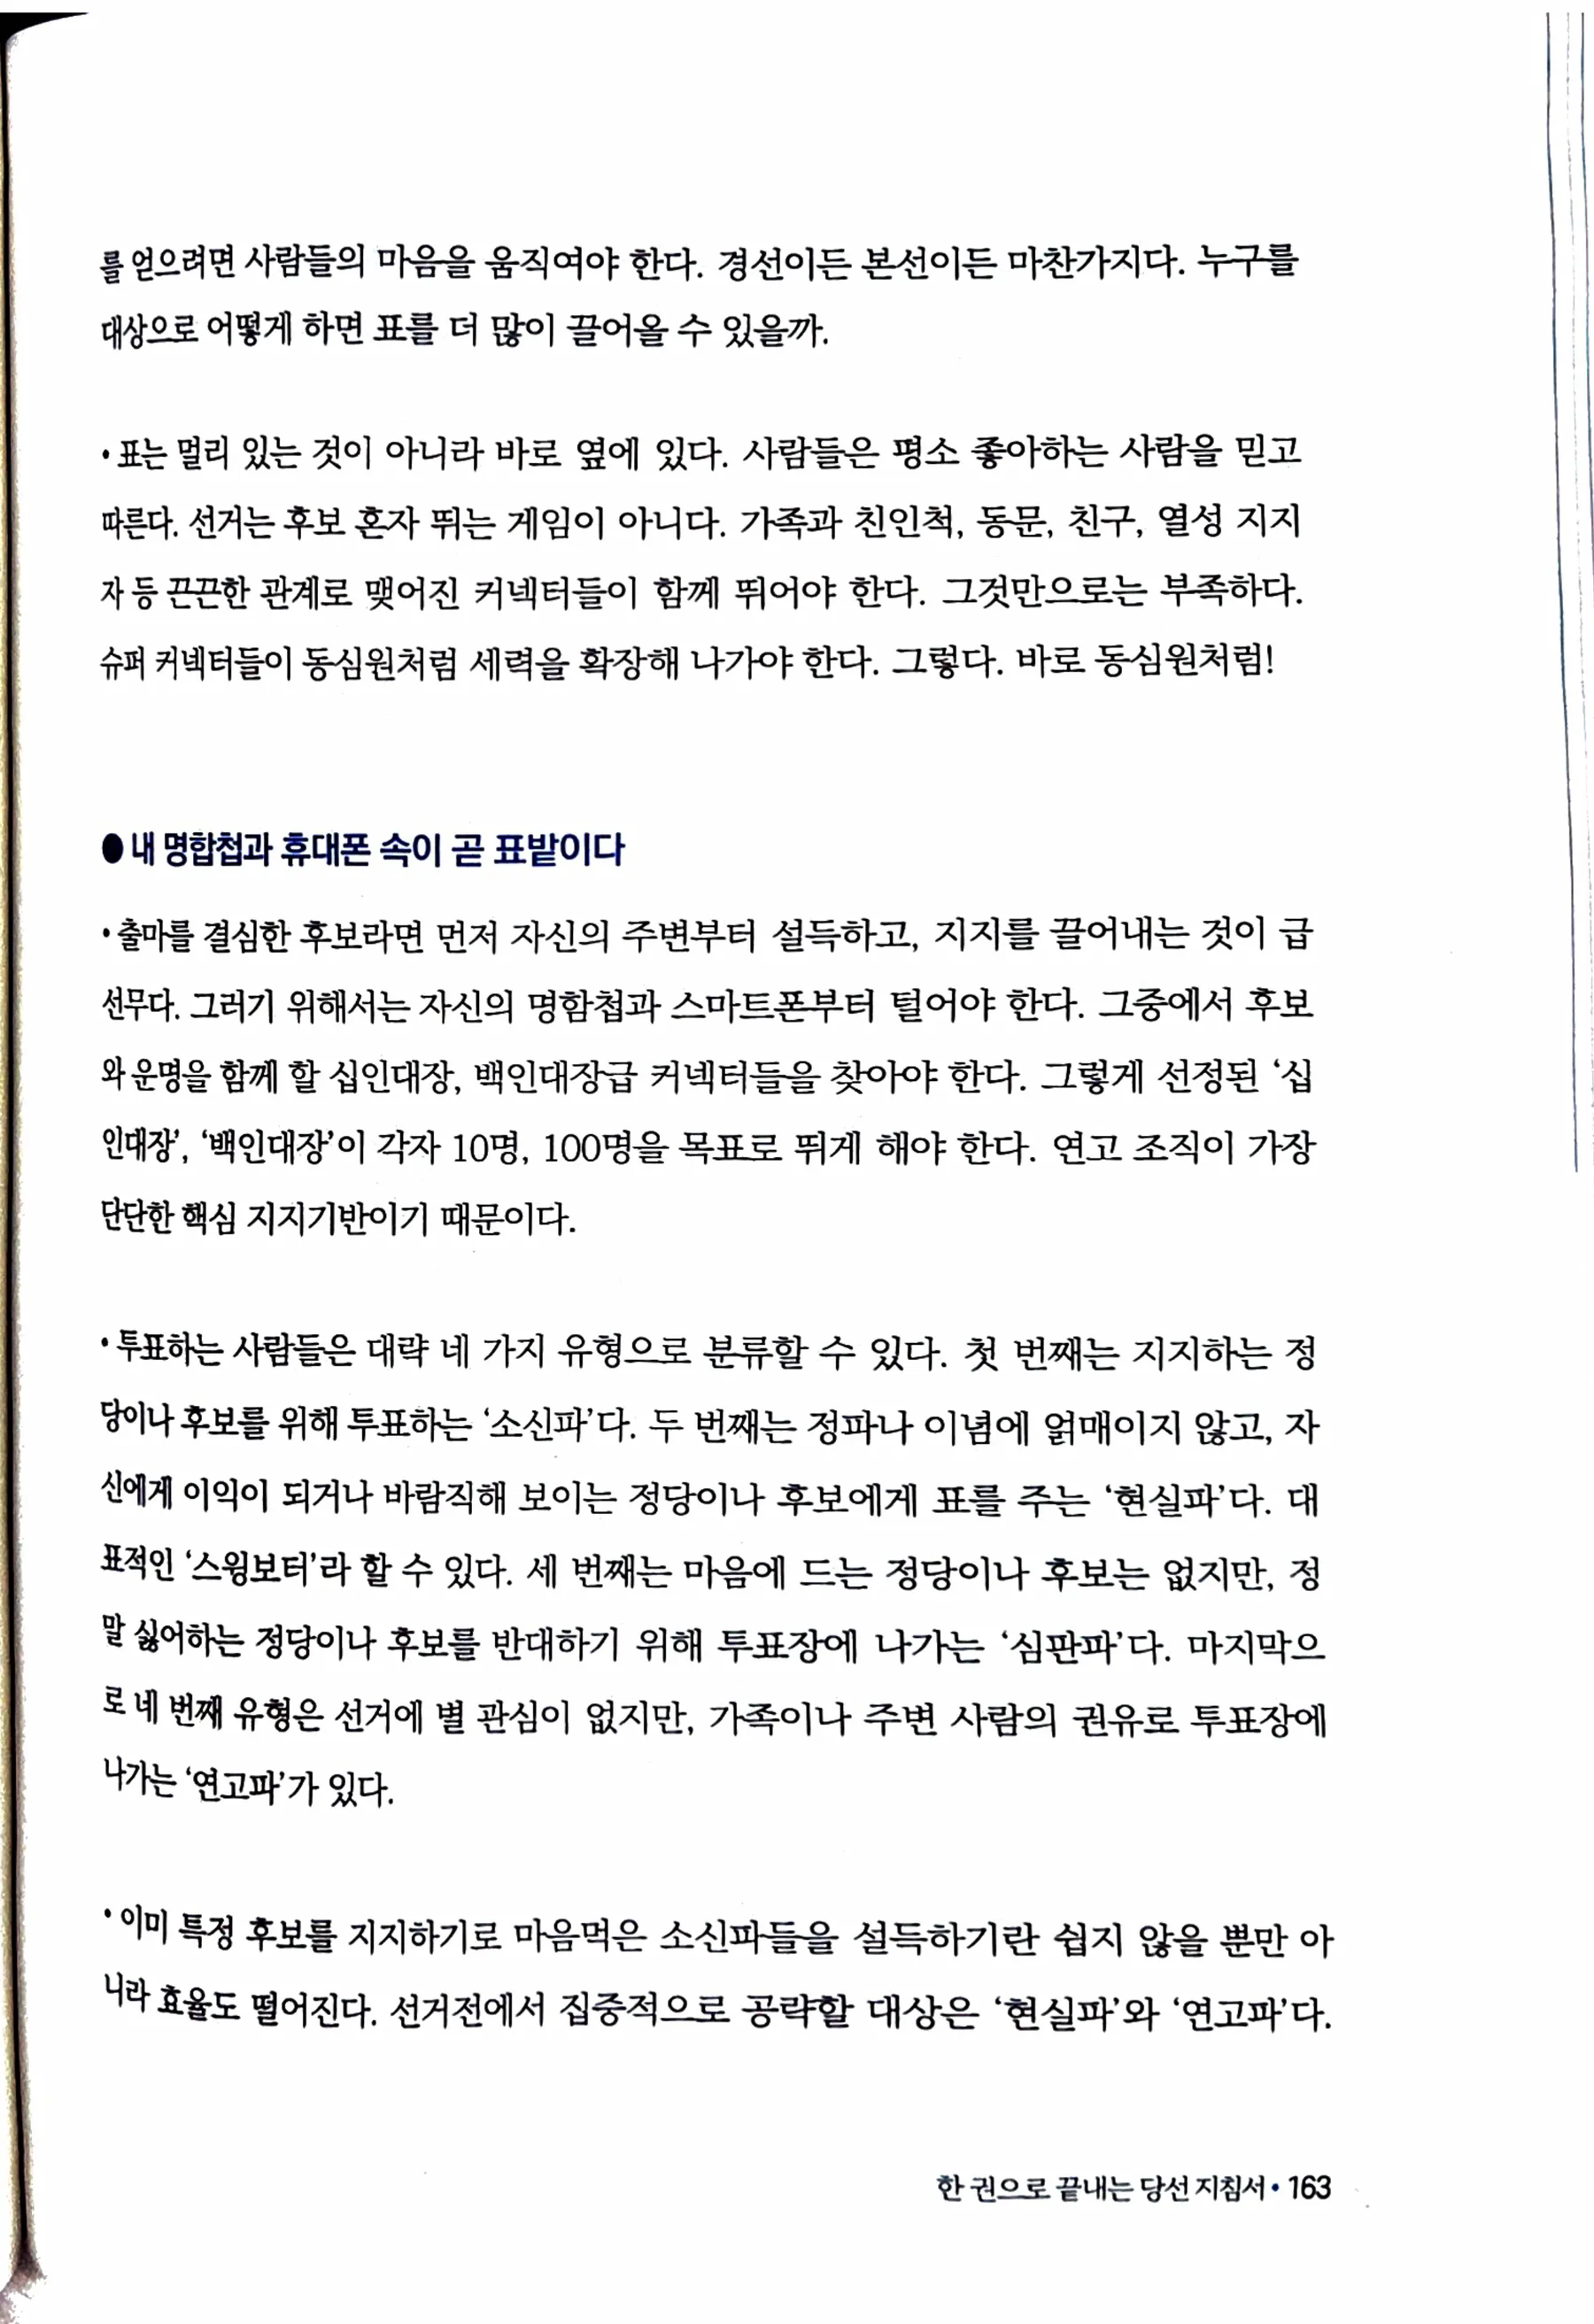 를 얻으려면 사람들의 마음을 움직여야 한다. 경선이든 본선이든 마찬가지다. 누구를
대상으로 어떻게 하면 표를 더 많이 끌어올 수 있을까.
• 표는 멀리 있는 것이 아니라 바로 옆에 있다. 사람들은 평소 좋아하는 사람을 믿고
따른다. 선거는 후보 혼자 뛰는 게임이 아니다. 가족과 친인척, 동문, 친구, 열성 지지
자 등 끈끈한 관계로 맺어진 커넥터들이 함께 뛰어야 한다. 그것만으로는 부족하다.
슈퍼 커넥터들이 동심원처럼 세력을 확장해 나가야 한다. 그렇다. 바로 동심원처럼!
● 내 명합첩과 휴대폰 속이 곧 표밭이다
• 출마를 결심한 후보라면 먼저 자신의 주변부터 설득하고, 지지를 끌어내는 것이 급
선무다. 그러기 위해서는 자신의 명함첩과 스마트폰부터 털어야 한다. 그중에서 후보
와 운명을 함께 할 십인대장, 백인대장급 커넥터들을 찾아야 한다. 그렇게 선정된 ‘십
인대장’, ‘백인대장’이 각자 10명, 100명을 목표로 뛰게 해야 한다. 연고 조직이 가장
단단한 핵심 지지기반이기 때문이다.
• 투표하는 사람들은 대략 네 가지 유형으로 분류할 수 있다. 첫 번째는 지지하는 정
당이나 후보를 위해 투표하는 ‘소신파’다. 두 번째는 정파나 이념에 얽매이지 않고, 자
신에게 이익이 되거나 바람직해 보이는 정당이나 후보에게 표를 주는 ‘현실파’다. 대
표적인 ‘스윙보터’라 할 수 있다. 세 번째는 마음에 드는 정당이나 후보는 없지만, 정
말 싫어하는 정당이나 후보를 반대하기 위해 투표장에 나가는 ‘심판파’다. 마지막으
로 네 번째 유형은 선거에 별 관심이 없지만, 가족이나 주변 사람의 권유로 투표장에
나가는 ‘연고파’가 있다.
• 이미 특정 후보를 지지하기로 마음먹은 소신파들을 설득하기란 쉽지 않을 뿐만 아
니라 효율도 떨어진다. 선거전에서 집중적으로 공략할 대상은 ‘현실파’와 ‘연고파’다.
한 권으로 끝내는 당선 지침서 • 163